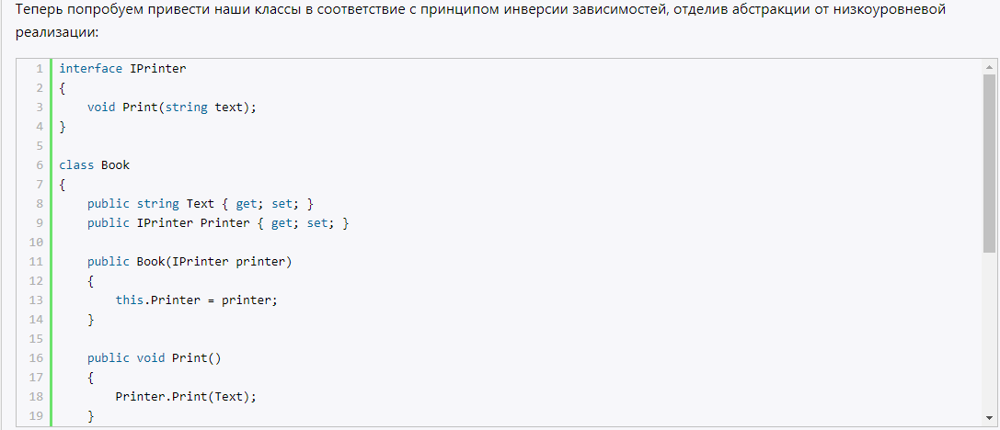 Теперь попробуем привести наши классы в соответствие с принципом инверсии зависимостей, отделив абстракции от низкоуровневой
реализации:
1 interface IPrinter
2 {
3     void Print(string text);
4 }
5
6 class Book
7 {
8     public string Text { get; set; }
9     public IPrinter Printer { get; set; }
10
11     public Book(IPrinter printer)
12     {
13         this.Printer = printer;
14     }
15
16     public void Print()
17     {
18         Printer.Print(Text);
19     }